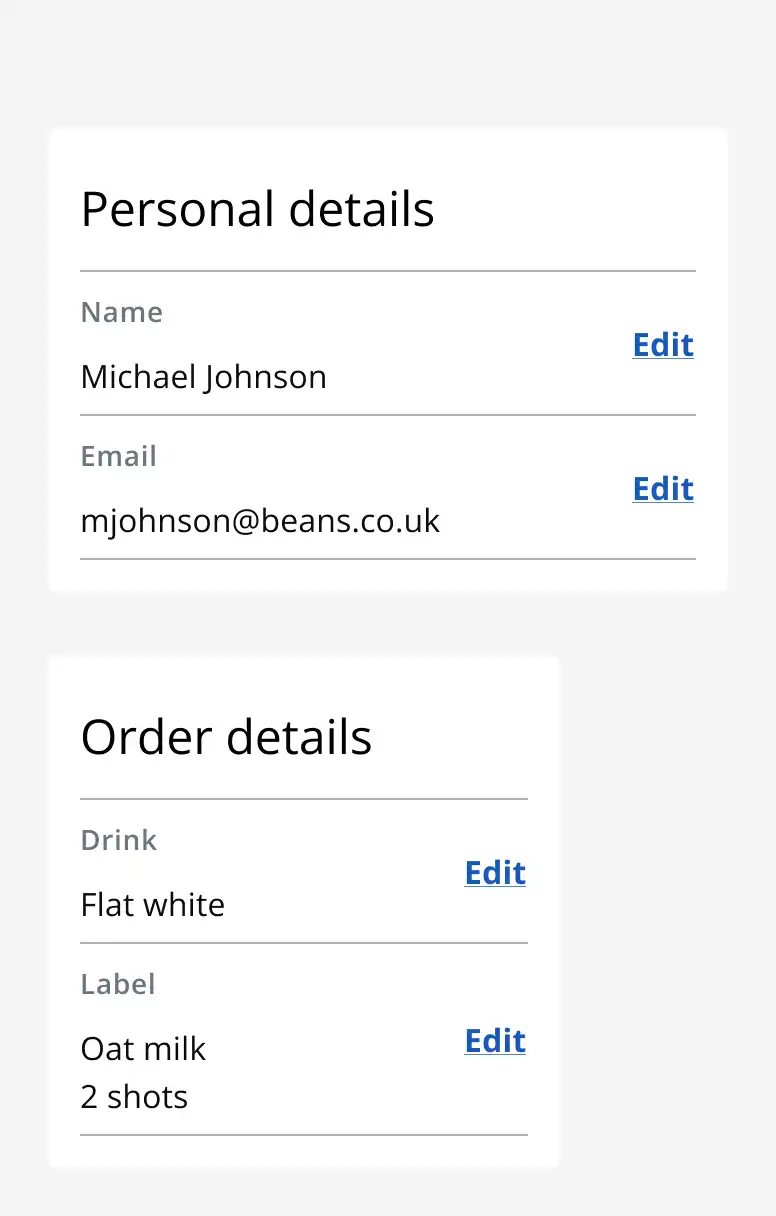 Personal details
Name
Michael Johnson
Edit
Email
mjohnson@beans.co.uk
Edit
Order details
Drink
Flat white
Edit
Label
Oat milk
2 shots
Edit